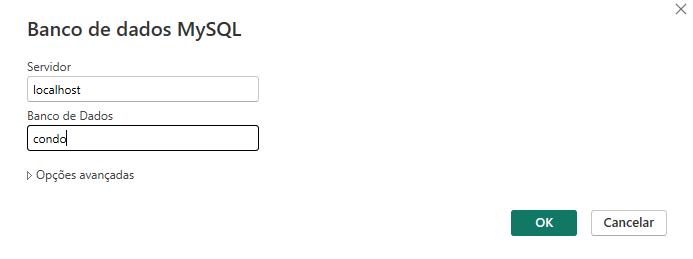 Banco de dados MySQL
Servidor
localhost
Banco de Dados
condo
Opções avançadas
OK Cancelar